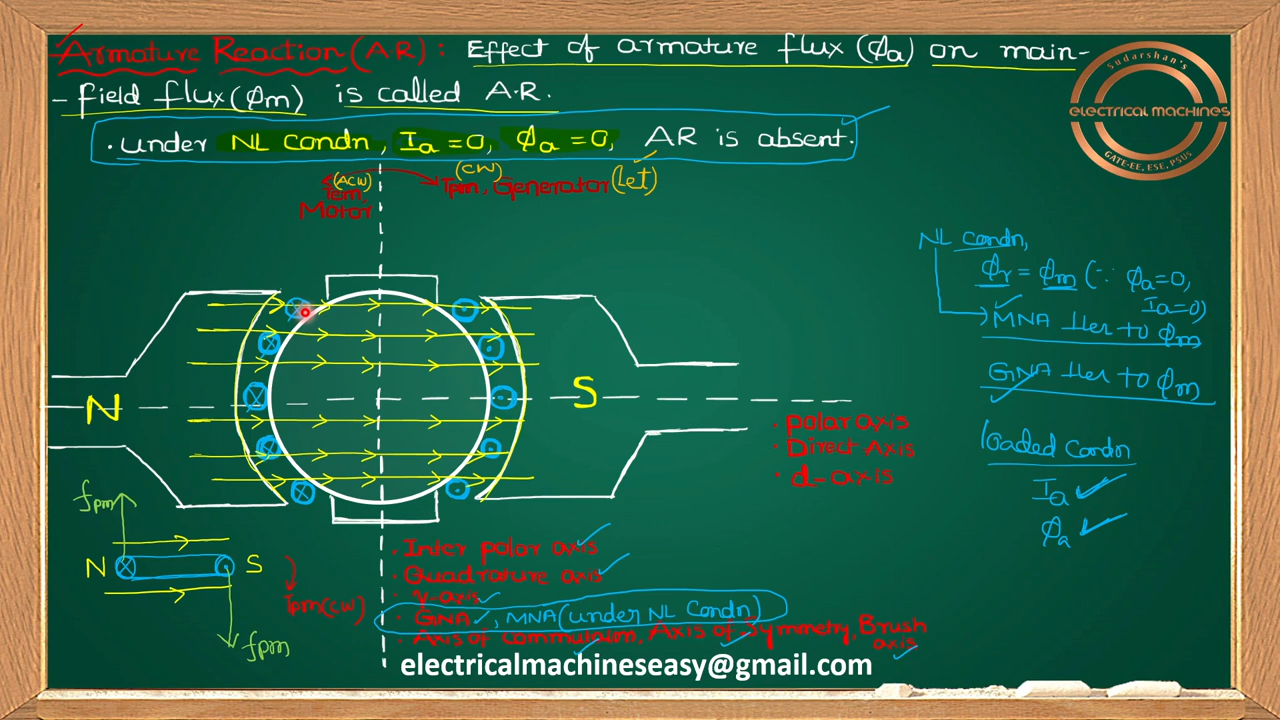 Armature Reaction (AR) : Effect of armature flux (ϕa) on main-
-field flux(ϕm) is called A.R.
. Under NL Condn, Ia=0, ϕa=0, AR is absent.
Sudarshan's
electrical machines
GATE-EE, ESE, PSUS
(ACW)
(CW)
Tem,
Motor
Tpm, Generator (Let)
NL Condn,
ϕr = ϕm (∵ ϕa=0,
Ia=0)
MNA ller to ϕm
GNA ller to ϕm
N
S
• Polar axis
• Direct Axis
• d-axis
loaded Condn
Ia
ϕa
fpm
N
S
Tpm(CW)
fpm
• Inter polar axis
• Quadrature axis
• q-axis
• GNA, MNA(under NL Condn)
• Axis of Commutation, Axis of Symmetry, Brush
axis
electricalmachineseasy@gmail.com